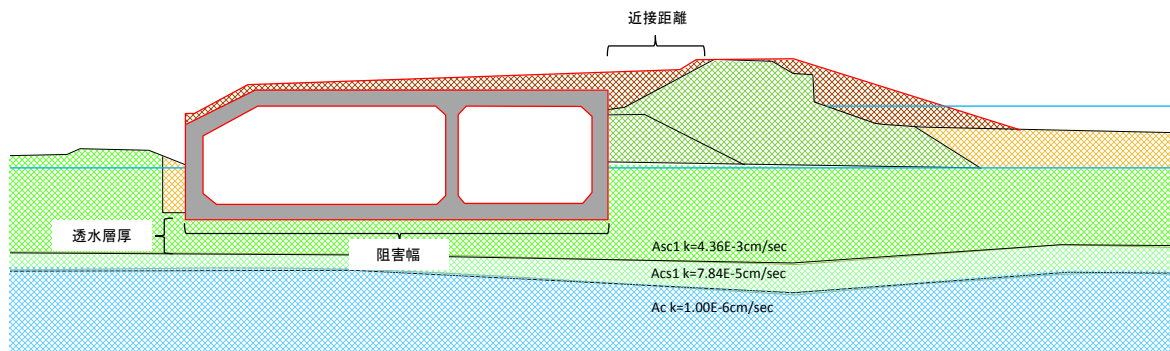 近接距離
透水層厚
阻害幅
Asc1 k=4.36E-3cm/sec
Acs1 k=7.84E-5cm/sec
Ac k=1.00E-6cm/sec